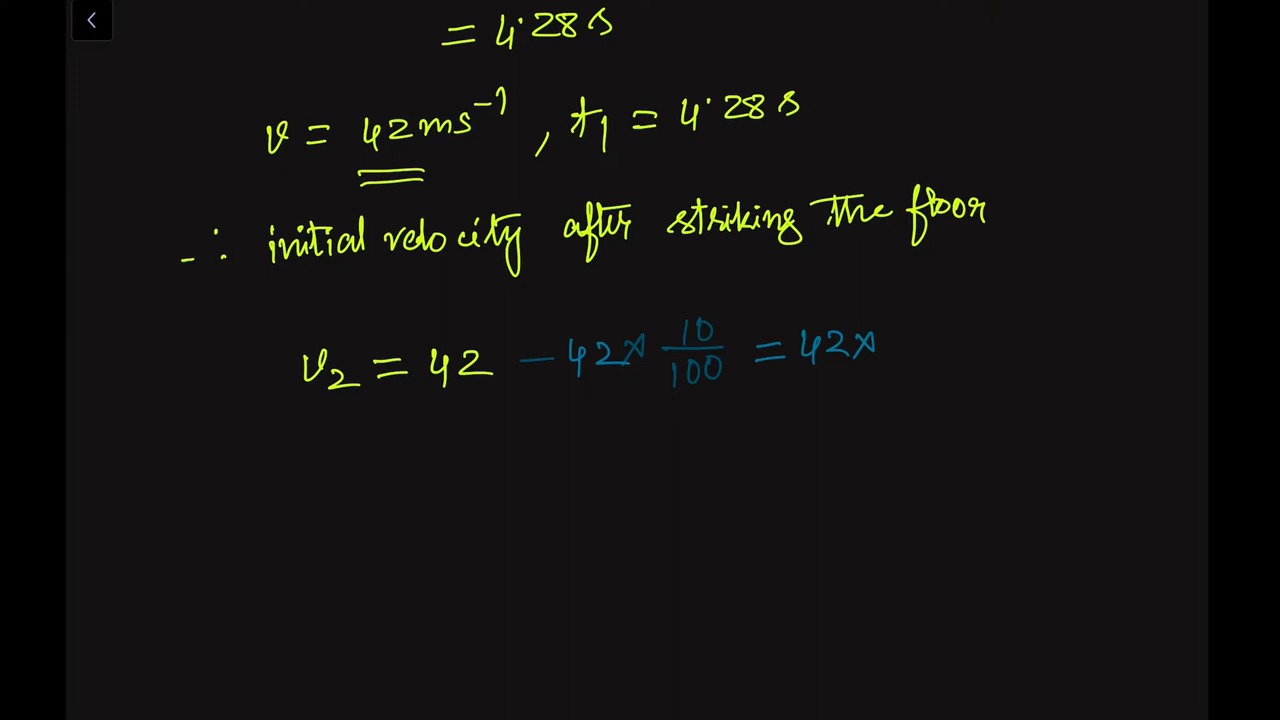 = 4.28 s
v = 42 ms⁻¹ , t₁ = 4.28 s
∴ initial velocity after striking the floor
v₂ = 42 – 42 × 10/100 = 42 ×